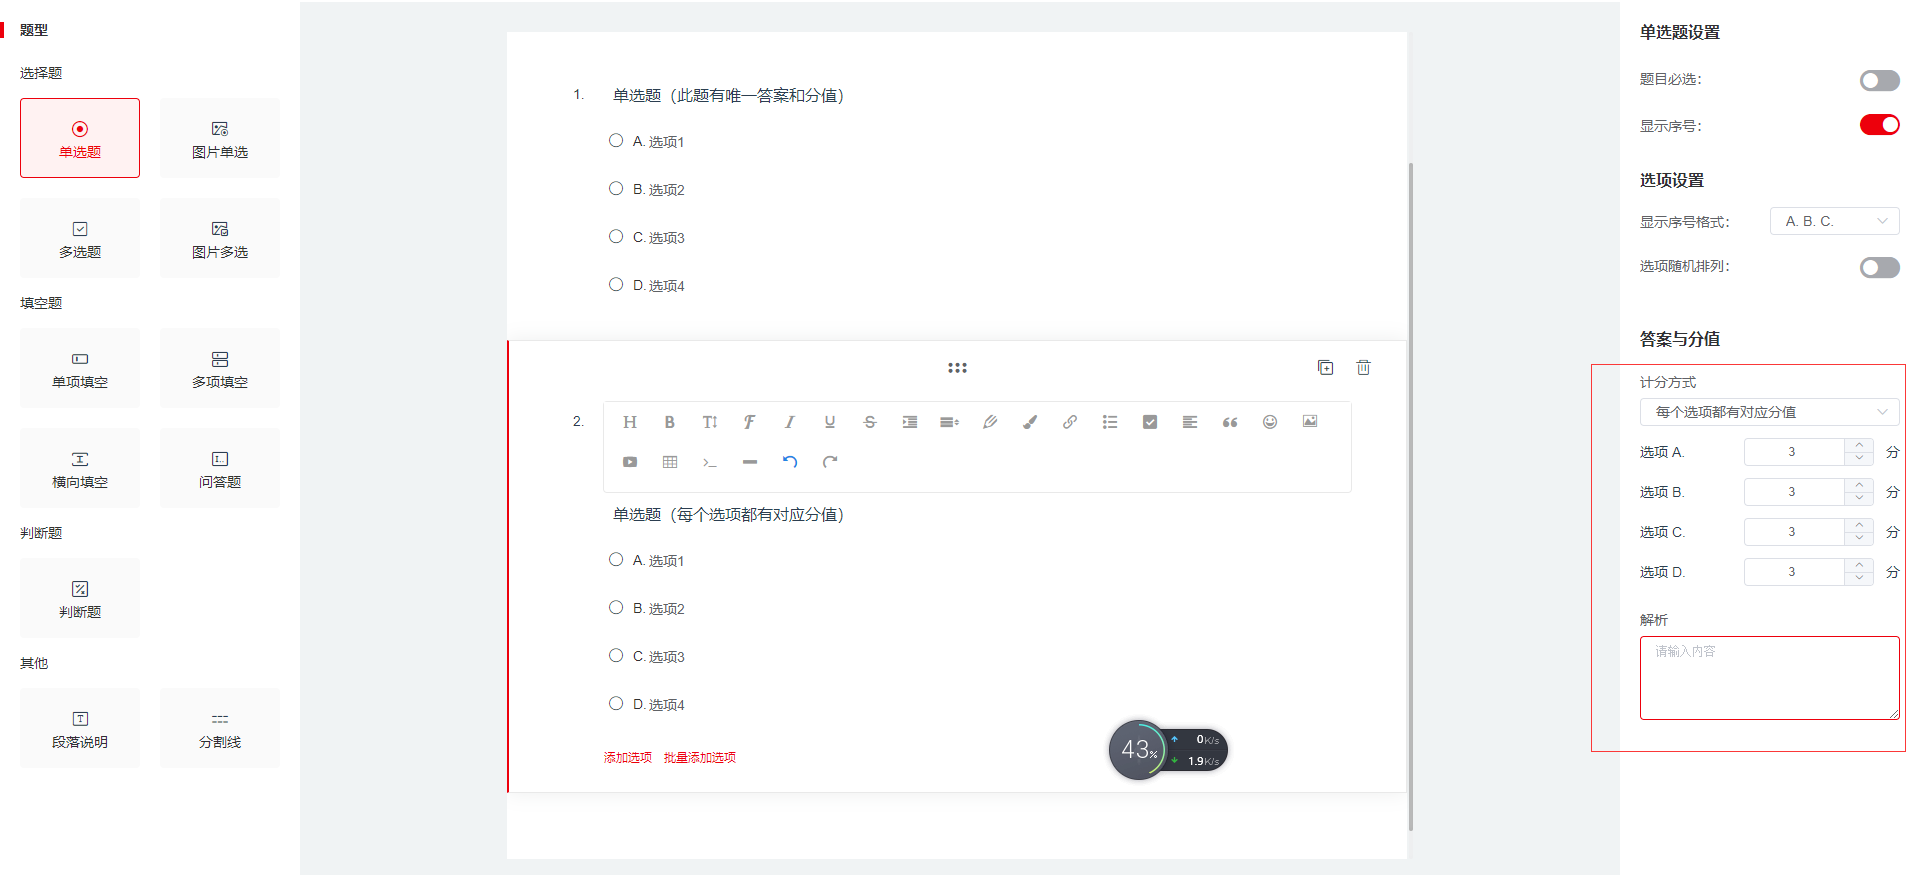 题型
选择题
单选题
图片单选
多选题
图片多选
填空题
单项填空
多项填空
横向填空
问答题
判断题
判断题
其他
段落说明
分割线
1.
单选题（此题有唯一答案和分值）
A. 选项1
B. 选项2
C. 选项3
D. 选项4
2.
单选题（每个选项都有对应分值）
A. 选项1
B. 选项2
C. 选项3
D. 选项4
添加选项 批量添加选项
43%
0K/s
1.9K/s
单选题设置
题目必选:
显示序号:
选项设置
显示序号格式:
A. B. C.
选项随机排列:
答案与分值
计分方式
每个选项都有对应分值
选项 A. 3 分
选项 B. 3 分
选项 C. 3 分
选项 D. 3 分
解析
请输入内容